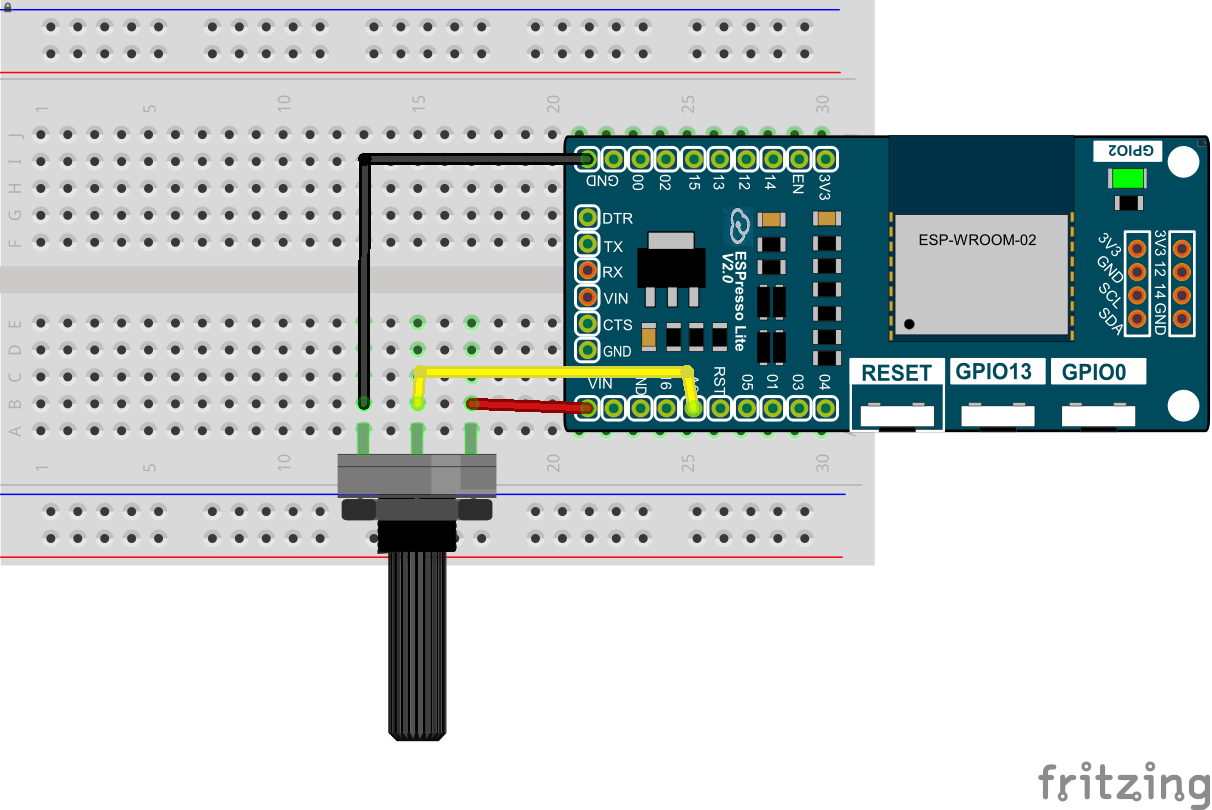 1 5 10 15 20 25 30
J
I
H
G
F
E
D
C
B
A
GND GND 00 02 15 13 12 14 EN 3V3
DTR
TX
RX
VIN
CTS
GND
ESPresso Lite
V2.0
VIN ND 16 RST 05 01 03 04
ESP-WROOM-02
GPIO2
3V3
GND
SCL
SDA
3V3 12 14 GND
RESET
GPIO13
GPIO0
1 5 10 15 20 25 30
fritzing